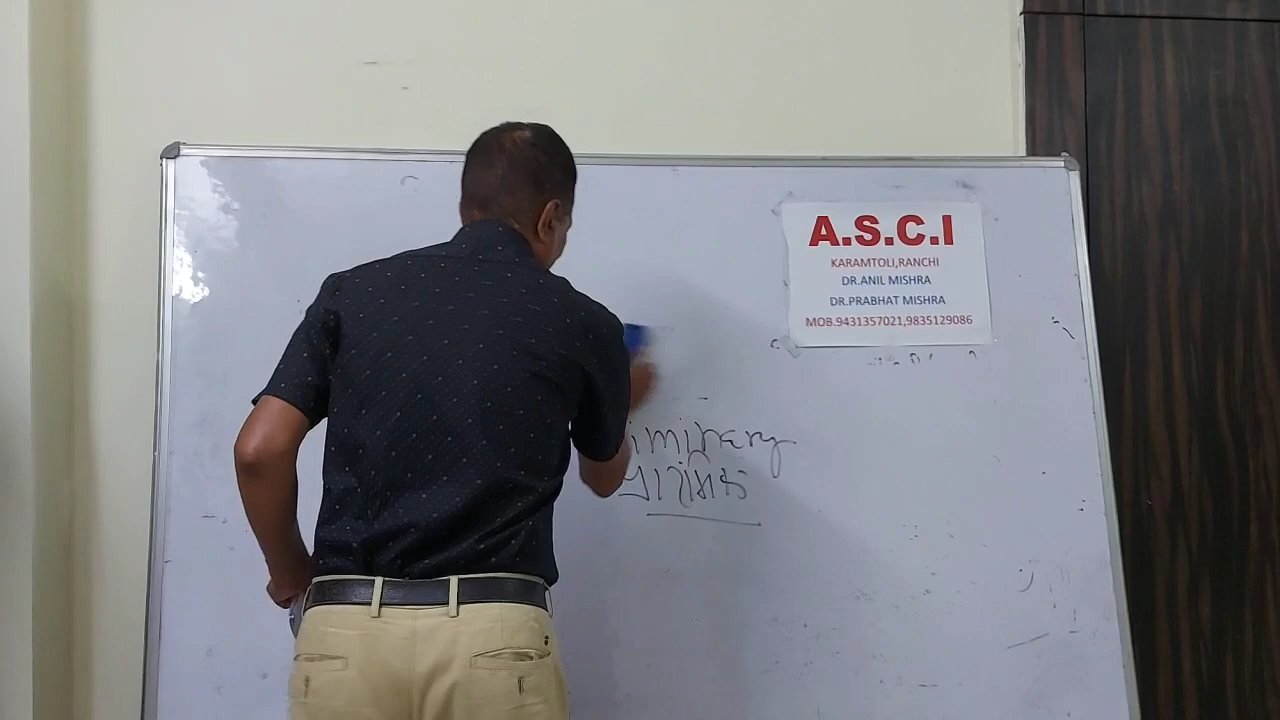 A.S.C.I
KARAMTOLI,RANCHI
DR.ANIL MISHRA
DR.PRABHAT MISHRA
MOB.9431357021,9835129086